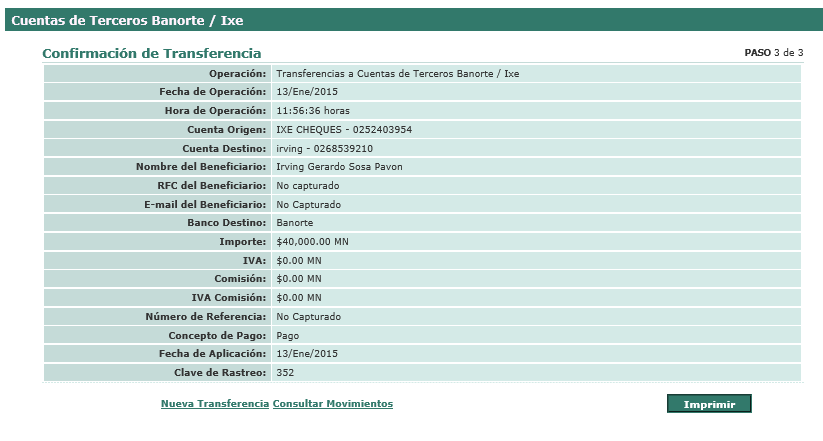 Cuentas de Terceros Banorte / Ixe
Confirmación de Transferencia PASO 3 de 3
Operación: Transferencias a Cuentas de Terceros Banorte / Ixe
Fecha de Operación: 13/Ene/2015
Hora de Operación: 11:56:36 horas
Cuenta Origen: IXE CHEQUES - 0252403954
Cuenta Destino: irving - 0268539210
Nombre del Beneficiario: Irving Gerardo Sosa Pavon
RFC del Beneficiario: No capturado
E-mail del Beneficiario: No Capturado
Banco Destino: Banorte
Importe: $40,000.00 MN
IVA: $0.00 MN
Comisión: $0.00 MN
IVA Comisión: $0.00 MN
Número de Referencia: No Capturado
Concepto de Pago: Pago
Fecha de Aplicación: 13/Ene/2015
Clave de Rastreo: 352
Nueva Transferencia Consultar Movimientos Imprimir